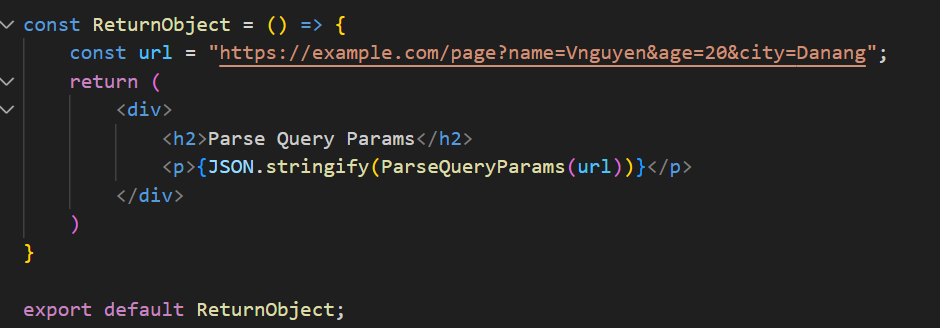 const ReturnObject = () => {
    const url = "https://example.com/page?name=Vnguyen&age=20&city=Danang";
    return (
        <div>
            <h2>Parse Query Params</h2>
            <p>{JSON.stringify(ParseQueryParams(url))}</p>
        </div>
    )
}
export default ReturnObject;